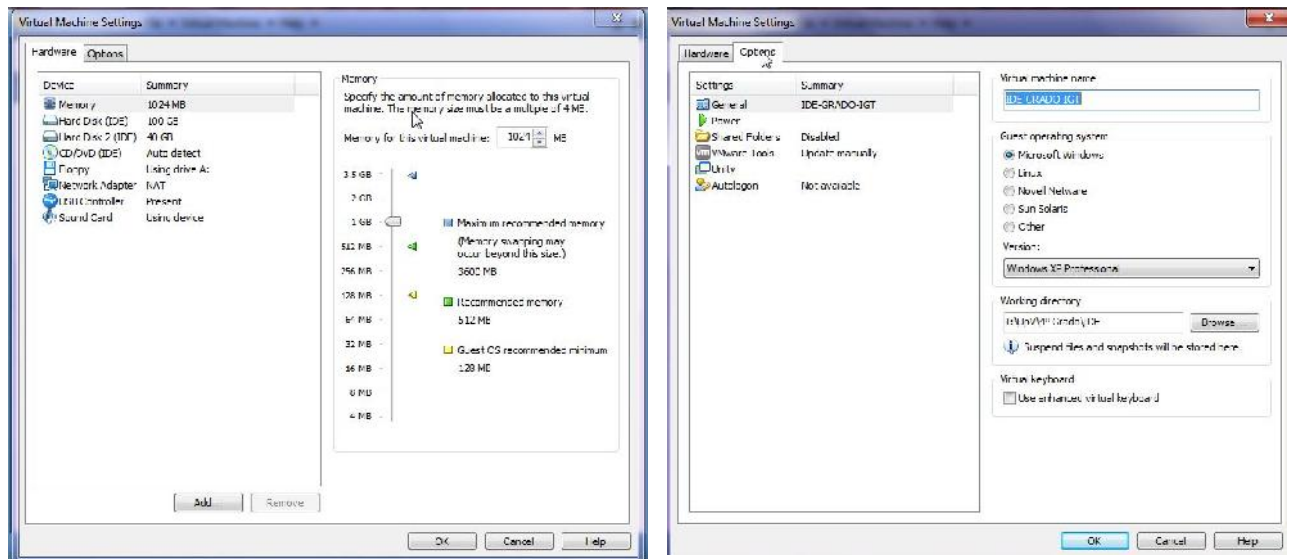 Virtual Machine Settings
Hardware Options
Device Summary
Memory 1024 MB
Hard Disk (IDE) 100 GB
Hard Disk 2 (IDE) 40 GB
CD/DVD (IDE) Auto detect
Floppy Using drive A:
Network Adapter NAT
USB Controller Present
Sound Card Using device
Add...
Remove
Memory
Specify the amount of memory allocated to this virtual
machine. The memory size must be a multiple of 4 MB.
Memory for this virtual machine: 1024 MB
3.5 GB
2 GB
1 GB
512 MB
256 MB
128 MB
64 MB
32 MB
16 MB
8 MB
4 MB
Maximum recommended memory
(Memory swapping may
occur beyond this size.)
3600 MB
Recommended memory
512 MB
Guest OS recommended minimum
128 MB
OK Cancel Help
Virtual Machine Settings
Hardware Options
Settings Summary
General IDE-GRADO-IGT
Power
Shared Folders Disabled
VMware Tools Update manually
Unity
Autologon Not available
Virtual machine name
IDE-GRADO-IGT
Guest operating system
Microsoft Windows
Linux
Novell Netware
Sun Solaris
Other
Version:
Windows XP Professional
Working directory
Browse...
Suspend files and snapshots will be stored here.
Virtual keyboard
Use enhanced virtual keyboard
OK Cancel Help